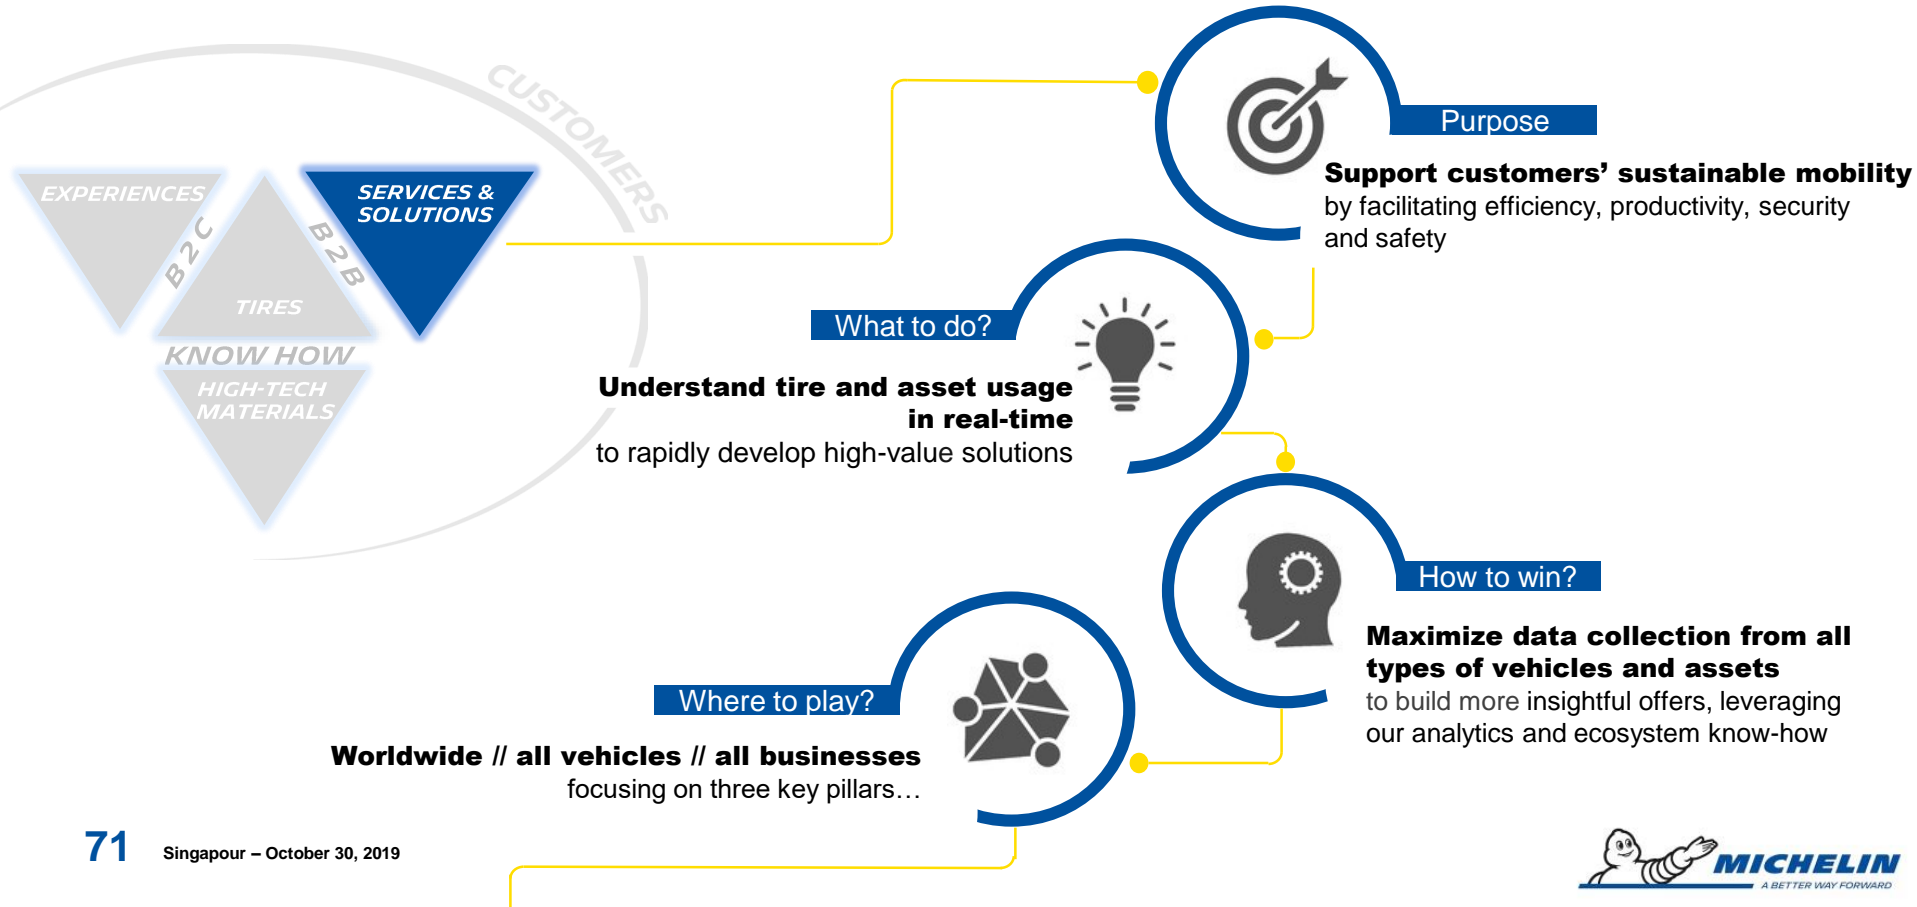 CUSTOMERS
EXPERIENCES
B2C
TIRES
B2B
SERVICES &
SOLUTIONS
KNOW HOW
HIGH-TECH
MATERIALS
Purpose
Support customers’ sustainable mobility
by facilitating efficiency, productivity, security
and safety
What to do?
Understand tire and asset usage
in real-time
to rapidly develop high-value solutions
How to win?
Maximize data collection from all
types of vehicles and assets
to build more insightful offers, leveraging
our analytics and ecosystem know-how
Where to play?
Worldwide // all vehicles // all businesses
focusing on three key pillars…
71
Singapour – October 30, 2019
MICHELIN
A BETTER WAY FORWARD